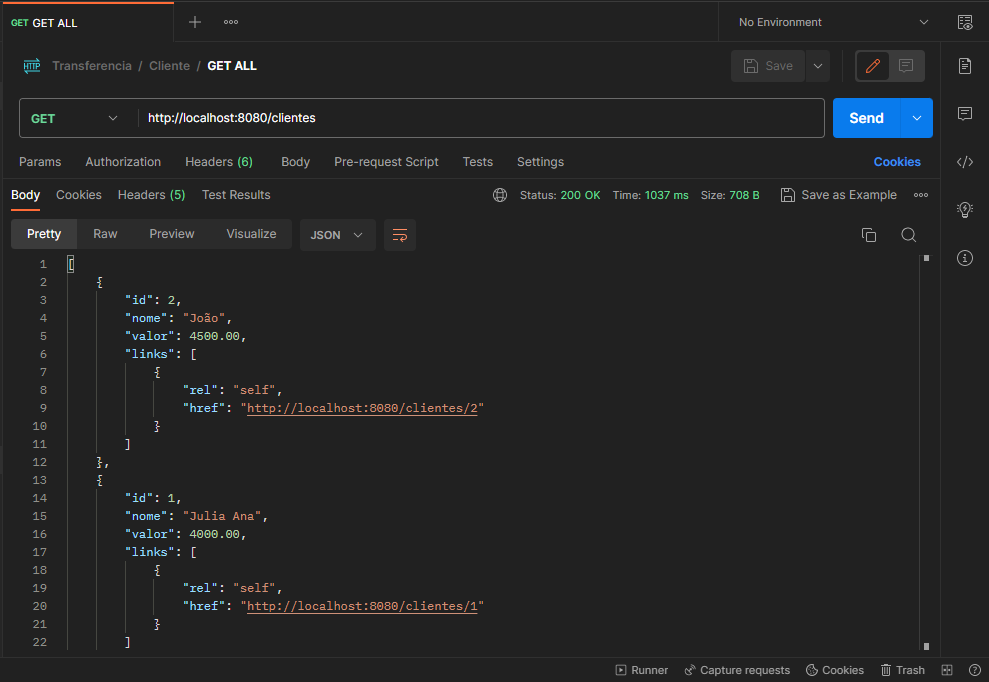 GET GET ALL No Environment
HTTP Transferencia / Cliente / GET ALL Save
GET http://localhost:8080/clientes Send
Params Authorization Headers (6) Body Pre-request Script Tests Settings Cookies
Body Cookies Headers (5) Test Results Status: 200 OK Time: 1037 ms Size: 708 B Save as Example
Pretty Raw Preview Visualize JSON
1 [
2 {
3 "id": 2,
4 "nome": "João",
5 "valor": 4500.00,
6 "links": [
7 {
8 "rel": "self",
9 "href": "http://localhost:8080/clientes/2"
10 }
11 ]
12 },
13 {
14 "id": 1,
15 "nome": "Julia Ana",
16 "valor": 4000.00,
17 "links": [
18 {
19 "rel": "self",
20 "href": "http://localhost:8080/clientes/1"
21 }
22 ]
Runner Capture requests Cookies Trash